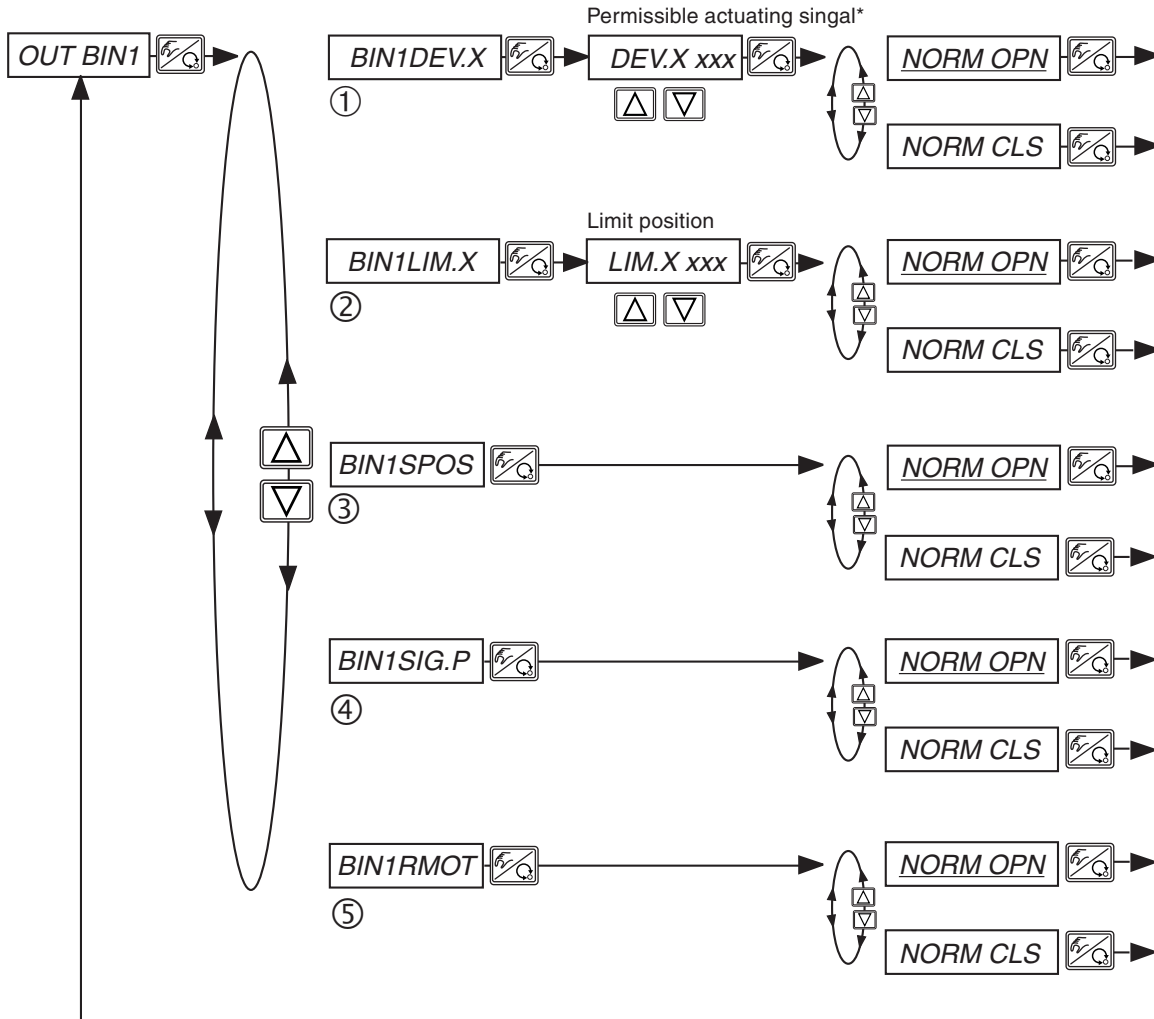 Permissible actuating singal*
OUT BIN1
BIN1DEV.X
DEV.X xxx
NORM OPN
①
NORM CLS
Limit position
BIN1LIM.X
LIM.X xxx
NORM OPN
②
NORM CLS
BIN1SPOS
NORM OPN
③
NORM CLS
BIN1SIG.P
NORM OPN
④
NORM CLS
BIN1RMOT
NORM OPN
⑤
NORM CLS